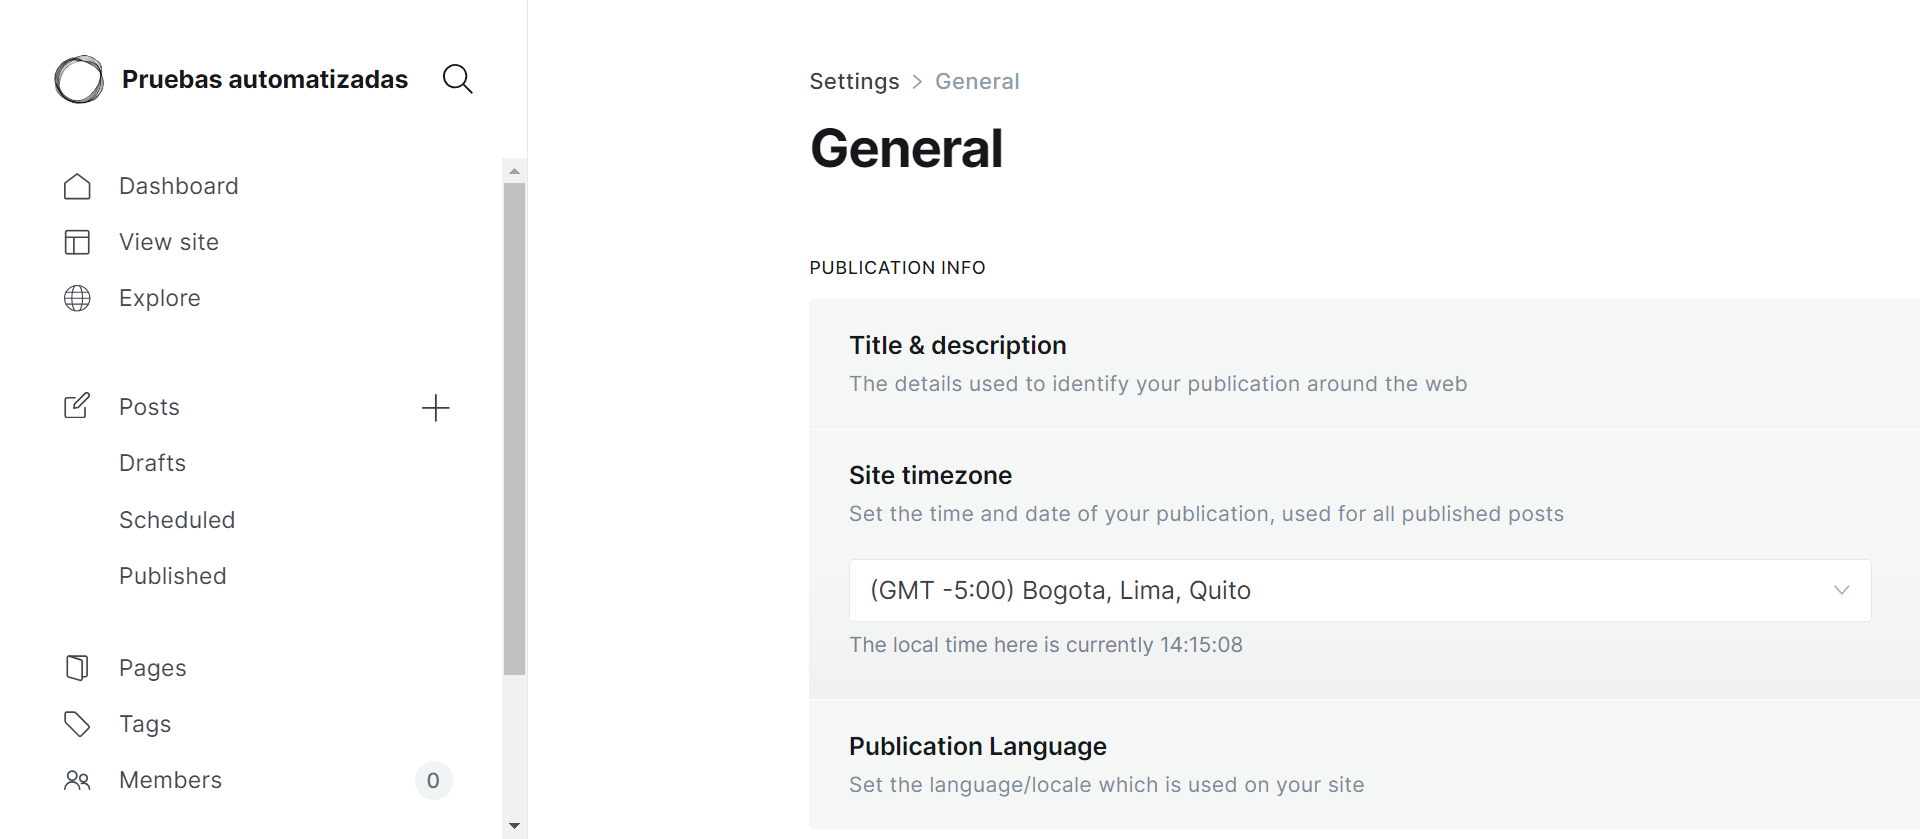 Pruebas automatizadas
Dashboard
View site
Explore
Posts
Drafts
Scheduled
Published
Pages
Tags
Members 0
Settings > General
General
PUBLICATION INFO
Title & description
The details used to identify your publication around the web
Site timezone
Set the time and date of your publication, used for all published posts
(GMT -5:00) Bogota, Lima, Quito
The local time here is currently 14:15:08
Publication Language
Set the language/locale which is used on your site